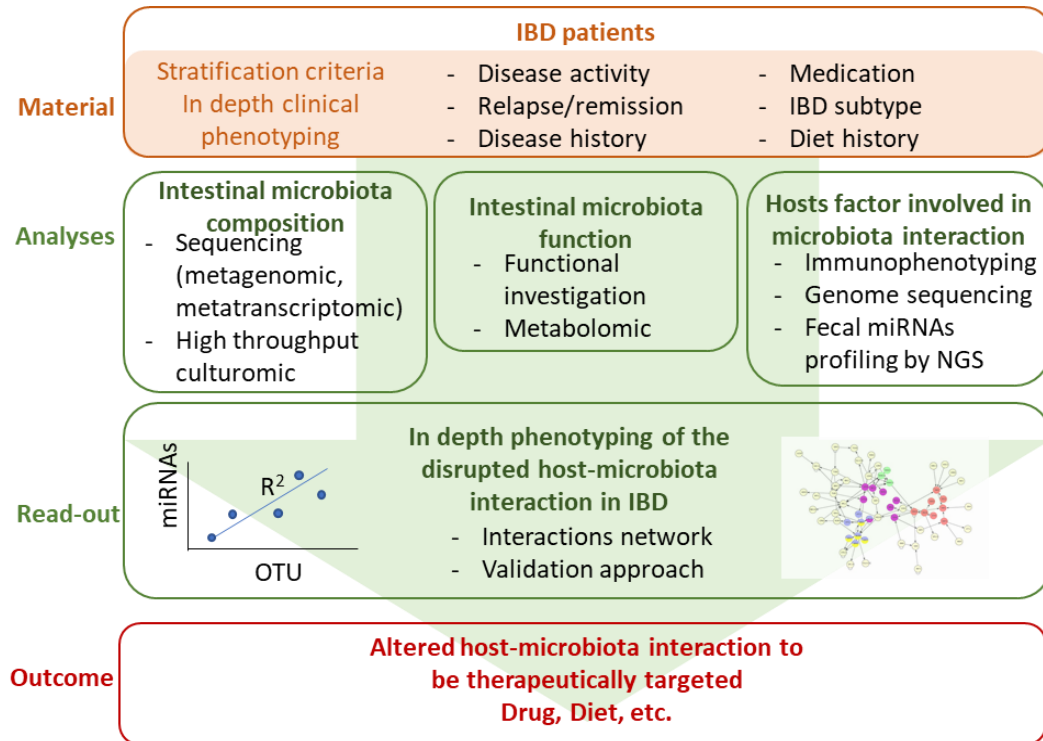 IBD patients
Material
Stratification criteria
In depth clinical
phenotyping
- Disease activity
- Relapse/remission
- Disease history
- Medication
- IBD subtype
- Diet history
Analyses
Intestinal microbiota
composition
- Sequencing
(metagenomic,
metatranscriptomic)
- High throughput
culturomic
Intestinal microbiota
function
- Functional
investigation
- Metabolomic
Hosts factor involved in
microbiota interaction
- Immunophenotyping
- Genome sequencing
- Fecal miRNAs
profiling by NGS
Read-out
miRNAs
R²
OTU
In depth phenotyping of the
disrupted host-microbiota
interaction in IBD
- Interactions network
- Validation approach
Outcome
Altered host-microbiota interaction to
be therapeutically targeted
Drug, Diet, etc.